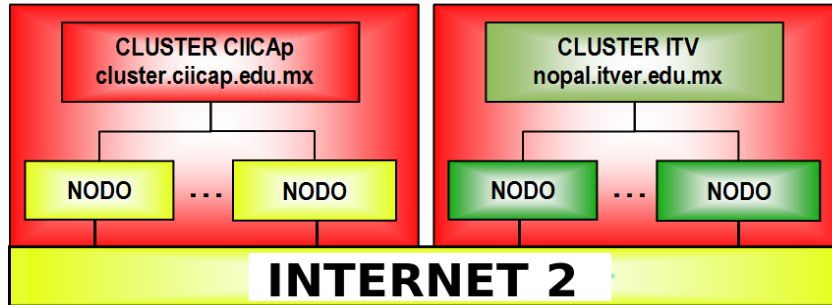 CLUSTER CIICAp
cluster.ciicap.edu.mx
NODO
...
NODO
CLUSTER ITV
nopal.itver.edu.mx
NODO
...
NODO
INTERNET 2